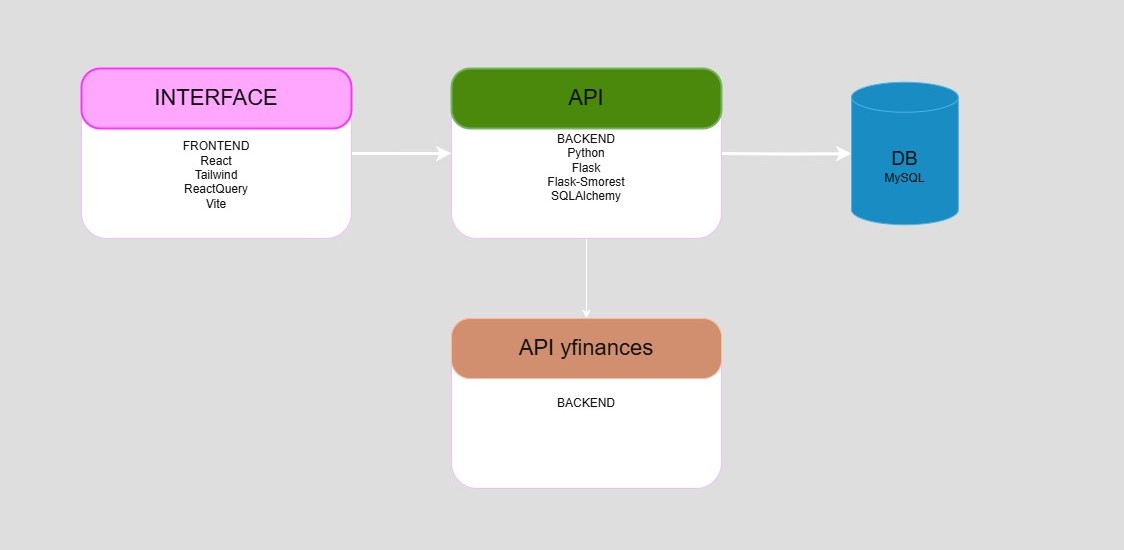 INTERFACE
FRONTEND
React
Tailwind
ReactQuery
Vite
API
BACKEND
Python
Flask
Flask-Smorest
SQLAlchemy
DB
MySQL
API yfinances
BACKEND